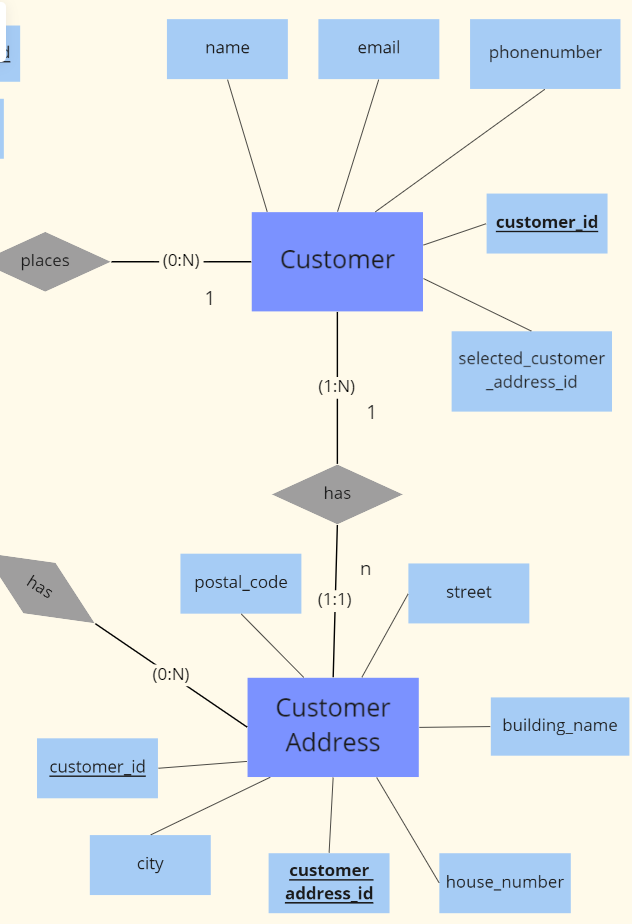 d
name
email
phonenumber
customer_id
places
(0:N)
Customer
1
selected_customer
_address_id
(1:N)
1
has
n
postal_code
(1:1)
street
has
(0:N)
Customer
Address
building_name
customer_id
city
customer_
address_id
house_number